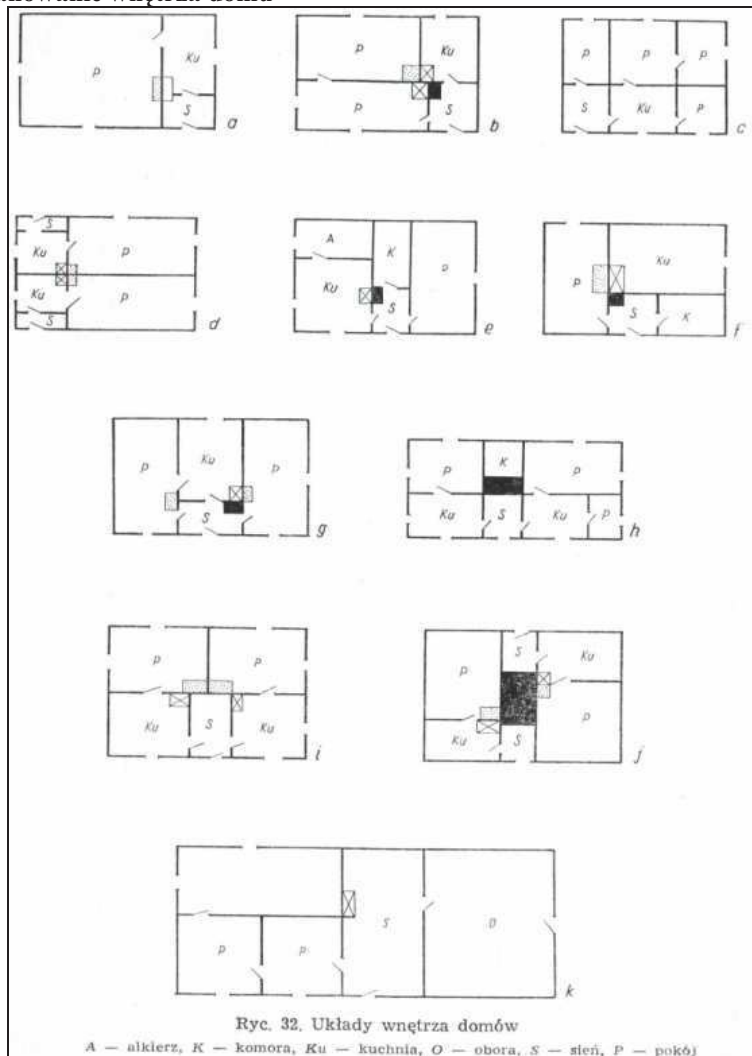 wnętrza domu
P Ku S a
P Ku P S b
P P P S Ku P c
S Ku P Ku P S d
A K P Ku S e
P Ku S K f
P Ku P S g
P K P Ku S Ku P h
P P Ku S Ku i
P S Ku P Ku S j
P P S O k
Ryc. 32. Układy wnętrza domów
A — alkierz, K — komora, Ku — kuchnia, O — obora, S — sień, P — pokój